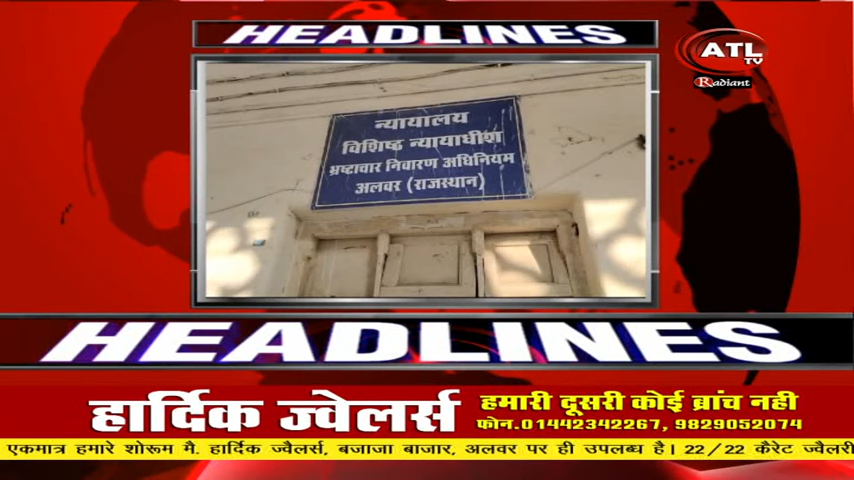 HEADLINES
ATL
TV
Radiant
न्यायालय
विशिष्ठ न्यायाधीश
भ्रष्टाचार निवारण अधिनियम
अलवर (राजस्थान)
HEADLINES
हार्दिक ज्वेलर्स
हमारी दूसरी कोई ब्रांच नही
फोन.01442342267, 9829052074
एकमात्र हमारे शोरूम मै. हार्दिक ज्वैलर्स, बजाजा बाजार, अलवर पर ही उपलब्ध है। 22/22 कैरेट ज्वैलरी